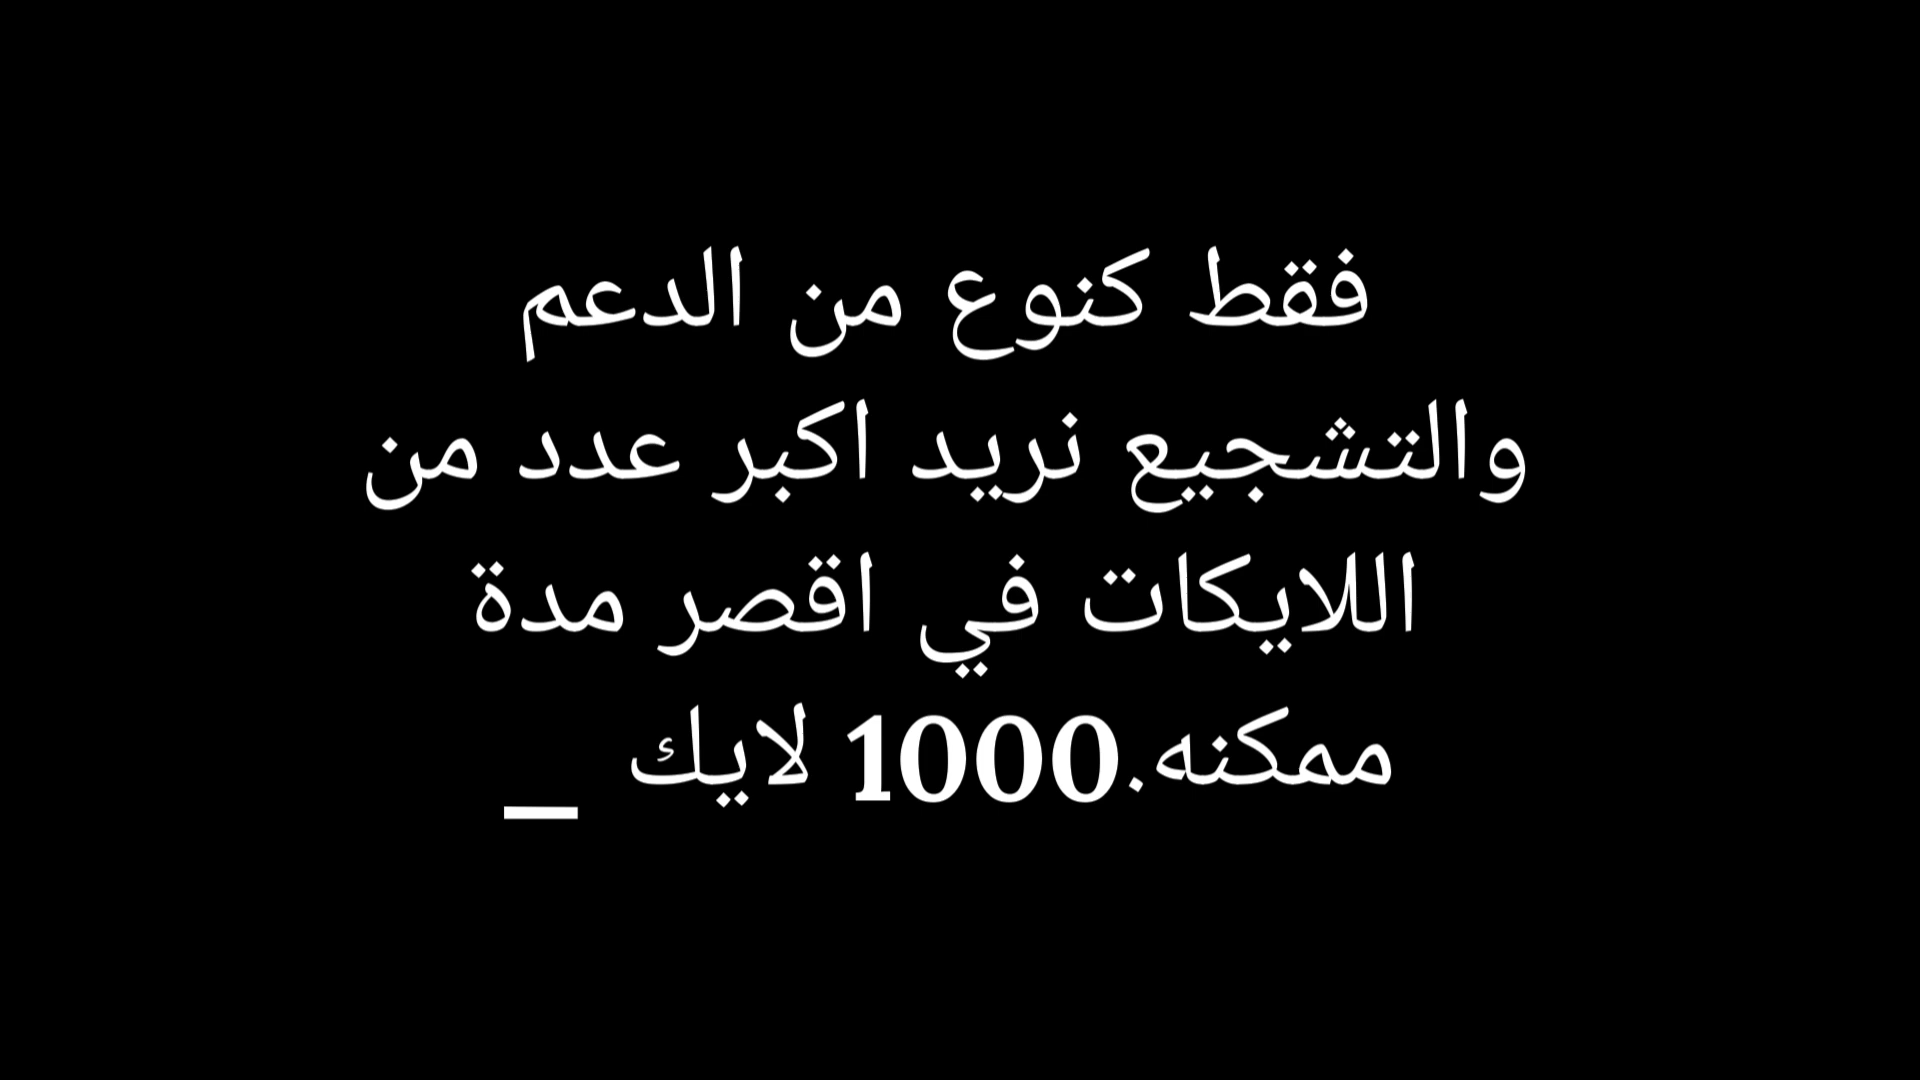 فقط كنوع من الدعم
والتشجيع نريد اكبر عدد من
اللايكات في اقصر مدة
ممكنه.1000 لايك _